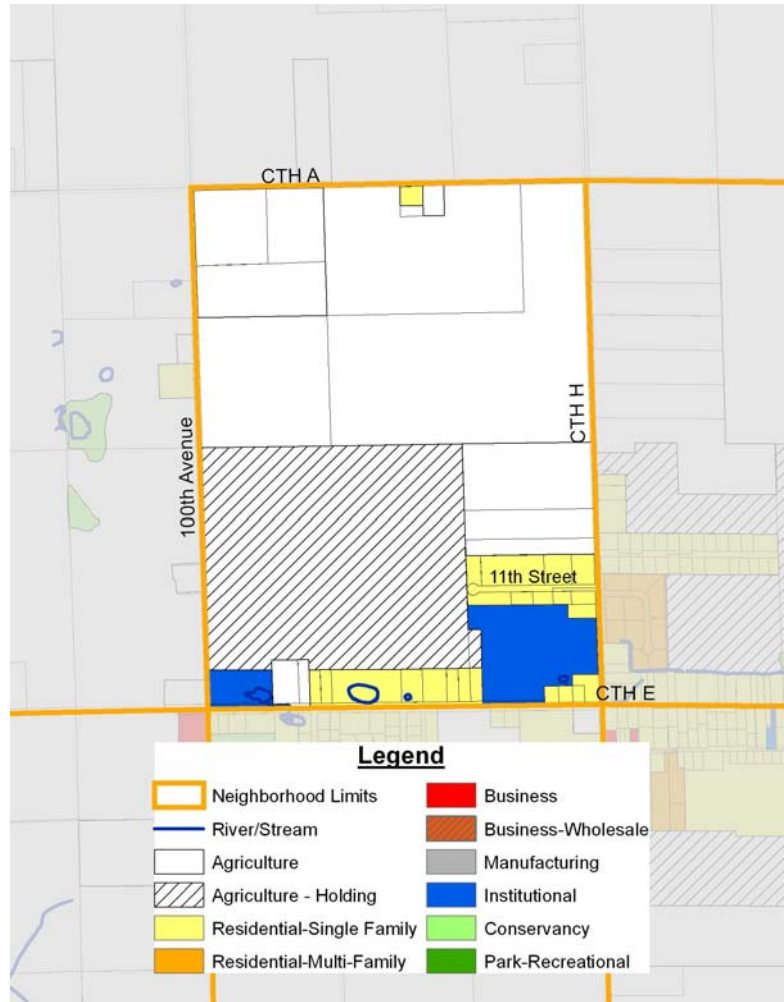 CTH A
100th Avenue
CTH H
11th Street
CTH E
Legend
Neighborhood Limits
River/Stream
Agriculture
Agriculture - Holding
Residential-Single Family
Residential-Multi-Family
Business
Business-Wholesale
Manufacturing
Institutional
Conservancy
Park-Recreational